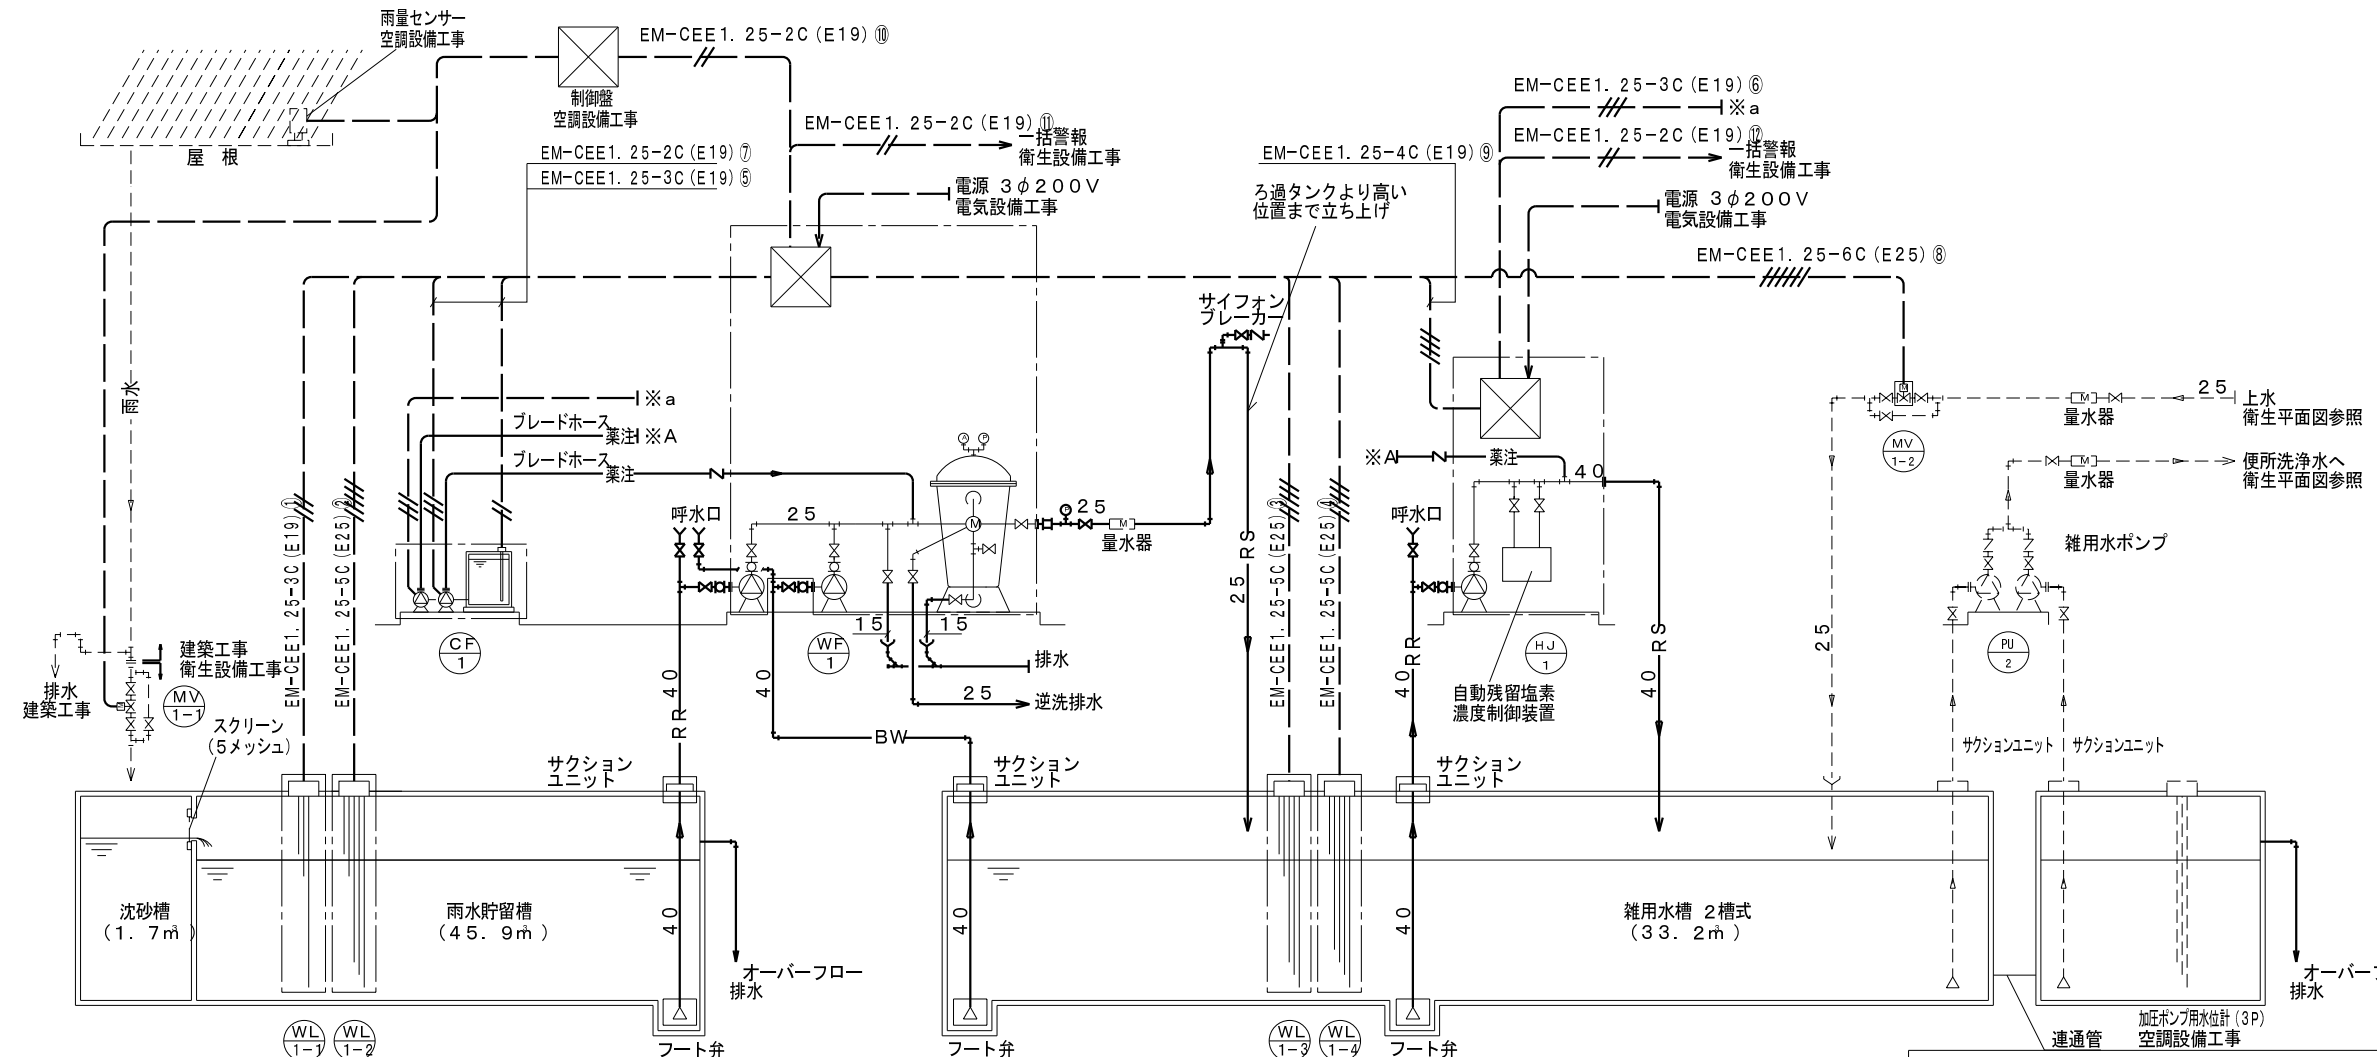 雨量センサー
空調設備工事
EM-CEE1. 25-2C(E19)⑩
制御盤
空調設備工事
屋 根
EM-CEE1. 25-2C(E19)⑪
一括警報
衛生設備工事
EM-CEE1. 25-2C(E19)⑦
EM-CEE1. 25-3C(E19)⑤
電源 3φ200V
電気設備工事
EM-CEE1. 25-4C(E19)⑨
ろ過タンクより高い
位置まで立ち上げ
EM-CEE1. 25-3C(E19)⑥
※a
EM-CEE1. 25-2C(E19)⑫
一括警報
衛生設備工事
電源 3φ200V
電気設備工事
EM-CEE1. 25-6C(E25)⑧
サイフォン
ブレーカー
雨水
※a
ブレードホース
薬注
※A
ブレードホース
薬注
※A
薬注
40
M
25
上水
衛生平面図参照
M
量水器
MV
1-2
M
量水器
便所洗浄水へ
衛生平面図参照
雑用水ポンプ
PU
2
A
P
M
P
25
M
量水器
25
呼水口
呼水口
EM-CEE1. 25-3C(E19)①
EM-CEE1. 25-5C(E25)②
EM-CEE1. 25-5C(E25)③
EM-CEE1. 25-5C(E25)④
25 RS
CF
1
WF
1
15
15
排水
25
逆洗排水
40
RR
40
BW
HJ
1
自動残留塩素
濃度制御装置
40
RR
40 RS
25
建築工事
衛生設備工事
排水
建築工事
M
MV
1-1
スクリーン
(5メッシュ)
サクション
ユニット
サクション
ユニット
サクション
ユニット
サクションユニット
サクションユニット
沈砂槽
(1. 7㎥)
雨水貯留槽
(45. 9㎥)
40
40
40
雑用水槽 2槽式
(33. 2㎥)
オーバーフロー
排水
オーバーフ
排水
WL
1-1
WL
1-2
フート弁
フート弁
WL
1-3
WL
1-4
フート弁
連通管
加圧ポンプ用水位計(3P)
空調設備工事